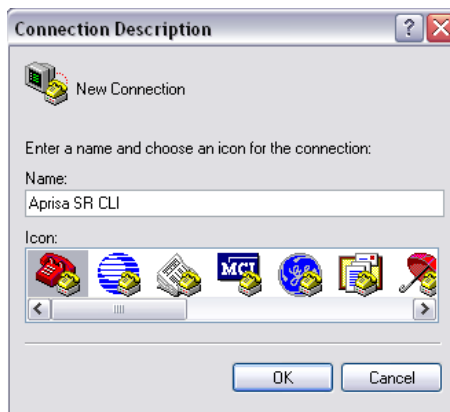 Connection Description
New Connection
Enter a name and choose an icon for the connection:
Name:
Aprisa SR CLI
Icon:
MCI
OK
Cancel